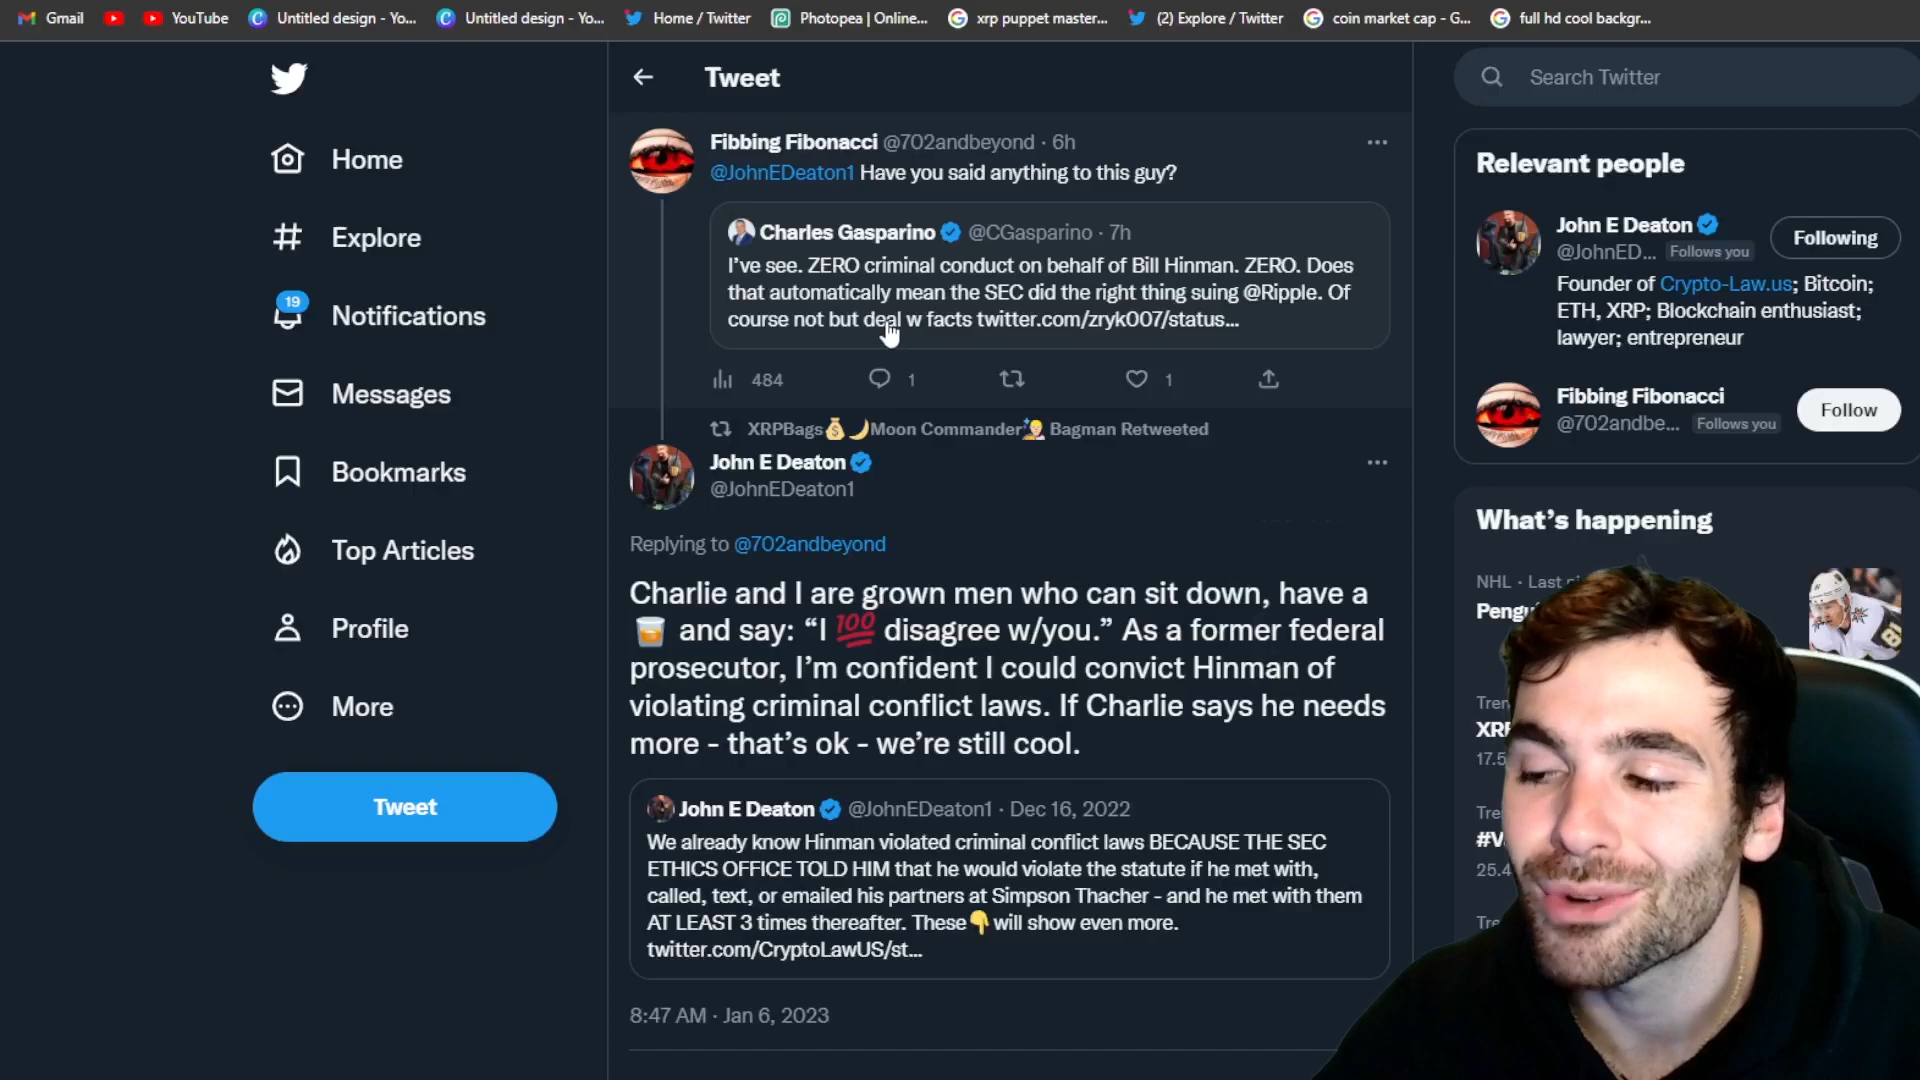 Gmail YouTube Untitled design - Yo... Untitled design - Yo... Home / Twitter Photopea | Online... xrp puppet master... (2) Explore / Twitter coin market cap - G... full hd cool backgr...
Home
Explore
19
Notifications
Messages
Bookmarks
Top Articles
Profile
More
Tweet
Tweet
Fibbing Fibonacci @702andbeyond · 6h
@JohnEDeaton1 Have you said anything to this guy?
Charles Gasparino @CGasparino · 7h
I've see. ZERO criminal conduct on behalf of Bill Hinman. ZERO. Does
that automatically mean the SEC did the right thing suing @Ripple. Of
course not but deal w facts twitter.com/zryk007/status...
484 1 1
XRPBags💰🌙Moon Commander Bagman Retweeted
John E Deaton
@JohnEDeaton1
Replying to @702andbeyond
Charlie and I are grown men who can sit down, have a
🥃 and say: “I 💯 disagree w/you.” As a former federal
prosecutor, I’m confident I could convict Hinman of
violating criminal conflict laws. If Charlie says he needs
more - that’s ok - we’re still cool.
John E Deaton @JohnEDeaton1 · Dec 16, 2022
We already know Hinman violated criminal conflict laws BECAUSE THE SEC
ETHICS OFFICE TOLD HIM that he would violate the statute if he met with,
called, text, or emailed his partners at Simpson Thacher - and he met with them
AT LEAST 3 times thereafter. These👇will show even more.
twitter.com/CryptoLawUS/st...
8:47 AM · Jan 6, 2023
Search Twitter
Relevant people
John E Deaton
@JohnED... Follows you
Following
Founder of Crypto-Law.us; Bitcoin;
ETH, XRP; Blockchain enthusiast;
lawyer; entrepreneur
Fibbing Fibonacci
@702andbe... Follows you
Follow
What’s happening
NHL · Last